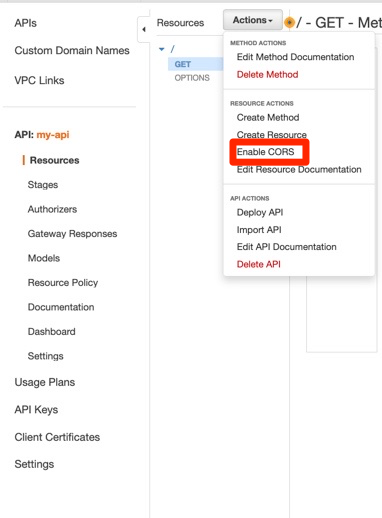 APIs
Custom Domain Names
VPC Links
API: my-api
Resources
Stages
Authorizers
Gateway Responses
Models
Resource Policy
Documentation
Dashboard
Settings
Usage Plans
API Keys
Client Certificates
Settings
Resources
Actions
/ - GET - Met
/
GET
OPTIONS
METHOD ACTIONS
Edit Method Documentation
Delete Method
RESOURCE ACTIONS
Create Method
Create Resource
Enable CORS
Edit Resource Documentation
API ACTIONS
Deploy API
Import API
Edit API Documentation
Delete API